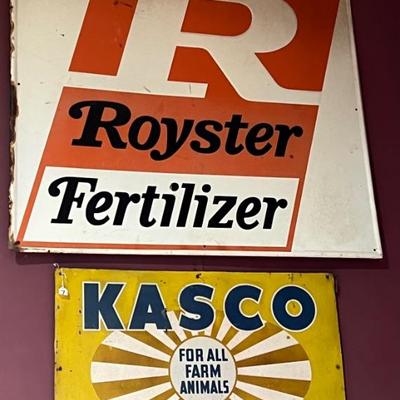 R
Royster
Fertilizer
KASCO
FOR ALL
FARM
ANIMALS